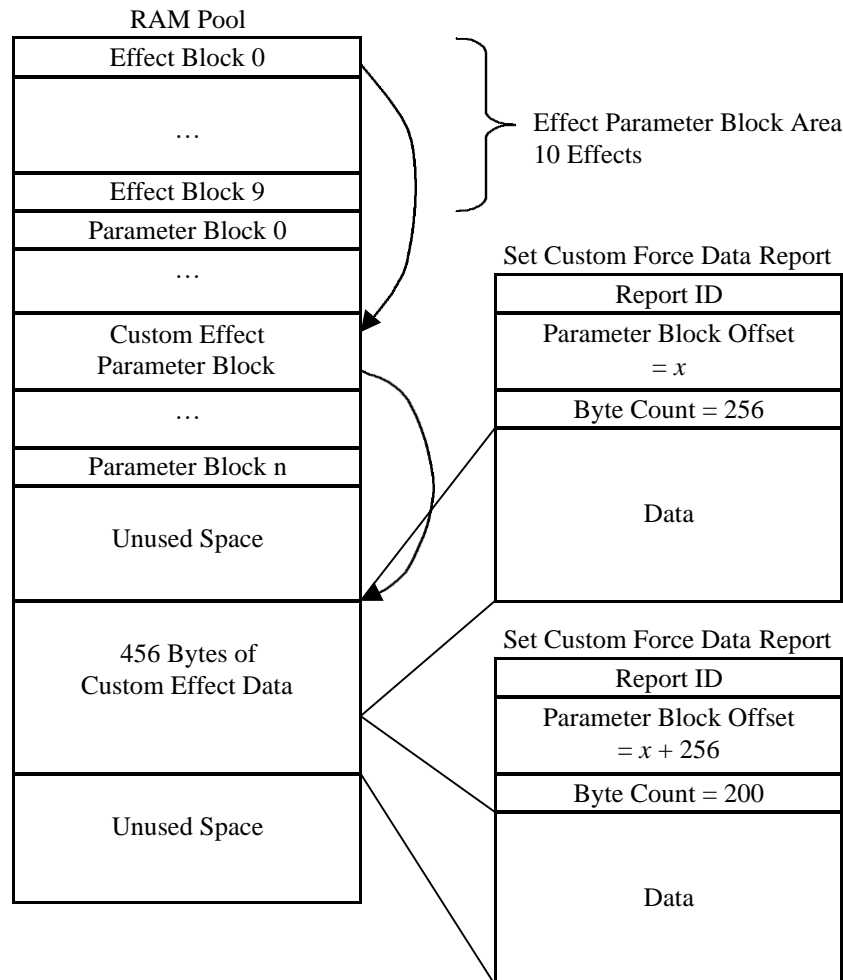 RAM Pool
Effect Block 0
…
Effect Block 9
Parameter Block 0
…
Custom Effect
Parameter Block
…
Parameter Block n
Unused Space
456 Bytes of
Custom Effect Data
Unused Space
Effect Parameter Block Area
10 Effects
Set Custom Force Data Report
Report ID
Parameter Block Offset
= x
Byte Count = 256
Data
Set Custom Force Data Report
Report ID
Parameter Block Offset
= x + 256
Byte Count = 200
Data